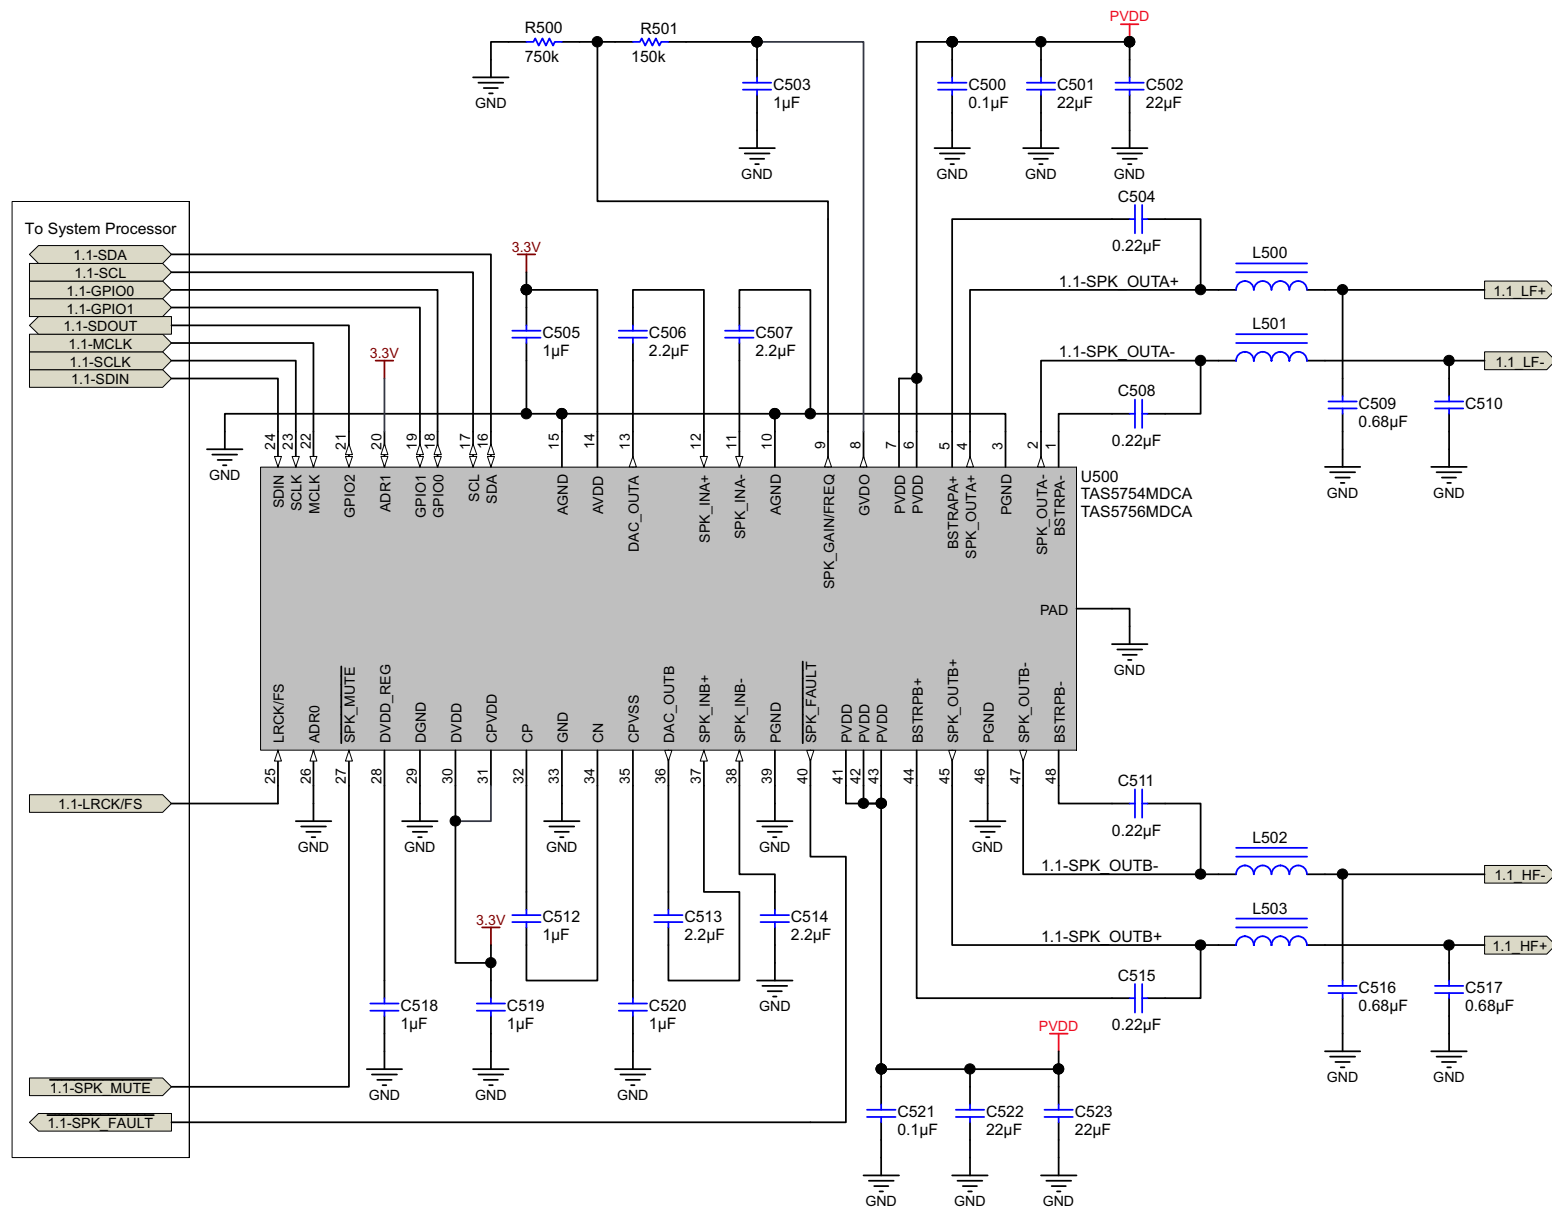 R500
750k
R501
150k
GND
C503
1µF
GND
PVDD
C500
0.1µF
C501
22µF
C502
22µF
GND
GND
GND
To System Processor
1.1-SDA
1.1-SCL
1.1-GPIO0
1.1-GPIO1
1.1-SDOUT
1.1-MCLK
1.1-SCLK
1.1-SDIN
3.3V
3.3V
C505
1µF
C506
2.2µF
C507
2.2µF
C504
0.22µF
1.1-SPK_OUTA+
L500
1.1_LF+
1.1-SPK_OUTA-
L501
1.1_LF-
C508
0.22µF
C509
0.68µF
C510
GND
GND
GND
24
23
22
21
20
19
18
17
16
15
14
13
12
11
10
9
8
7
6
5
4
3
2
1
SDIN
SCLK
MCLK
GPIO2
ADR1
GPIO1
GPIO0
SCL
SDA
AGND
AVDD
DAC_OUTA
SPK_INA+
SPK_INA-
AGND
SPK_GAIN/FREQ
GVDO
PVDD
PVDD
BSTRAPA+
SPK_OUTA+
PGND
SPK_OUTA-
BSTRPA-
U500
TAS5754MDCA
TAS5756MDCA
PAD
GND
LRCK/FS
ADR0
SPK_MUTE
DVDD_REG
DGND
DVDD
CPVDD
CP
GND
CN
CPVSS
DAC_OUTB
SPK_INB+
SPK_INB-
PGND
SPK_FAULT
PVDD
PVDD
PVDD
BSTRPB+
SPK_OUTB+
PGND
SPK_OUTB-
BSTRPB-
25
26
27
28
29
30
31
32
33
34
35
36
37
38
39
40
41
42
43
44
45
46
47
48
1.1-LRCK/FS
GND
GND
GND
GND
GND
C511
0.22µF
1.1-SPK_OUTB-
L502
1.1_HF-
1.1-SPK_OUTB+
L503
1.1_HF+
C515
0.22µF
C516
0.68µF
C517
0.68µF
GND
GND
3.3V
C512
1µF
C513
2.2µF
C514
2.2µF
GND
C518
1µF
C519
1µF
C520
1µF
GND
GND
GND
1.1-SPK_MUTE
1.1-SPK_FAULT
PVDD
C521
0.1µF
C522
22µF
C523
22µF
GND
GND
GND